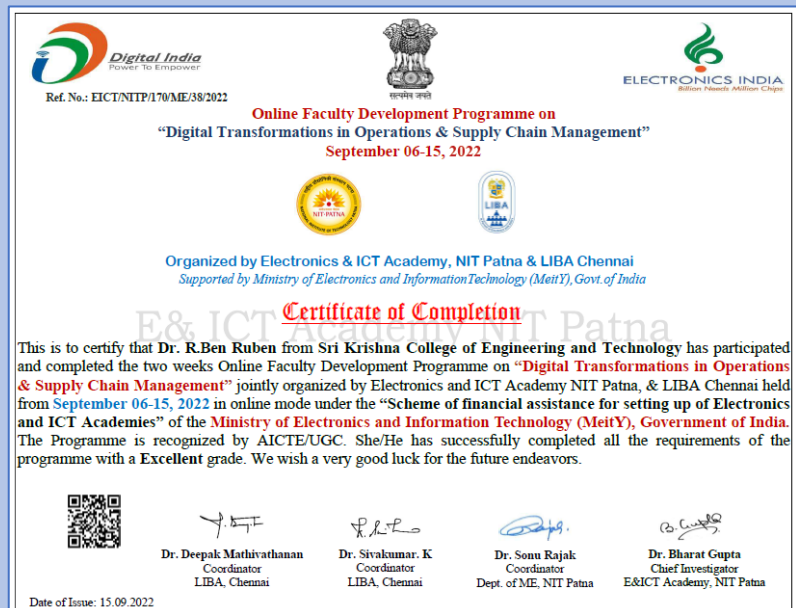 Digital India
Power To Empower
सत्यमेव जयते
ELECTRONICS INDIA
Billion Needs Million Chips
Ref. No.: EICT/NITP/170/ME/38/2022
Online Faculty Development Programme on
“Digital Transformations in Operations & Supply Chain Management”
September 06-15, 2022
NIT-PATNA
LIBA
Organized by Electronics & ICT Academy, NIT Patna & LIBA Chennai
Supported by Ministry of Electronics and InformationTechnology (MeitY),Govt.of India
Certificate of Completion
E& ICT Academy NIT Patna
This is to certify that Dr. R.Ben Ruben from Sri Krishna College of Engineering and Technology has participated
and completed the two weeks Online Faculty Development Programme on “Digital Transformations in Operations
& Supply Chain Management” jointly organized by Electronics and ICT Academy NIT Patna, & LIBA Chennai held
from September 06-15, 2022 in online mode under the “Scheme of financial assistance for setting up of Electronics
and ICT Academies” of the Ministry of Electronics and Information Technology (MeitY), Government of India.
The Programme is recognized by AICTE/UGC. She/He has successfully completed all the requirements of the
programme with a Excellent grade. We wish a very good luck for the future endeavors.
Dr. Deepak Mathivathanan
Coordinator
LIBA, Chennai
Dr. Sivakumar. K
Coordinator
LIBA, Chennai
Dr. Sonu Rajak
Coordinator
Dept. of ME, NIT Patna
Dr. Bharat Gupta
Chief Investigator
E&ICT Academy, NIT Patna
Date of Issue: 15.09.2022